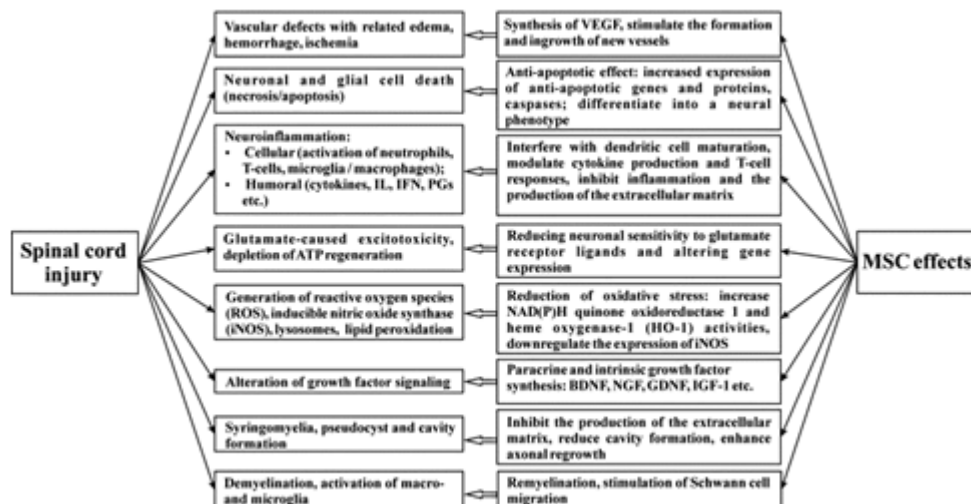 Vascular defects with related edema,
hemorrhage, ischemia
Synthesis of VEGF, stimulate the formation
and ingrowth of new vessels
Neuronal and glial cell death
(necrosis/apoptosis)
Anti-apoptotic effect: increased expression
of anti-apoptotic genes and proteins,
caspases; differentiate into a neural
phenotype
Neuroinflammation:
• Cellular (activation of neutrophils,
T-cells, microglia / macrophages);
• Humoral (cytokines, IL, IFN, PGs
etc.)
Interfere with dendritic cell maturation,
modulate cytokine production and T-cell
responses, inhibit inflammation and the
production of the extracellular matrix
Spinal cord
injury
Glutamate-caused excitotoxicity,
depletion of ATP regeneration
Reducing neuronal sensitivity to glutamate
receptor ligands and altering gene
expression
MSC effects
Generation of reactive oxygen species
(ROS), inducible nitric oxide synthase
(iNOS), lysosomes, lipid peroxidation
Reduction of oxidative stress: increase
NAD(P)H quinone oxidoreductase 1 and
heme oxygenase-1 (HO-1) activities,
downregulate the expression of iNOS
Alteration of growth factor signaling
Paracrine and intrinsic growth factor
synthesis: BDNF, NGF, GDNF, IGF-1 etc.
Syringomyelia, pseudocyst and cavity
formation
Inhibit the production of the extracellular
matrix, reduce cavity formation, enhance
axonal regrowth
Demyelination, activation of macro-
and microglia
Remyelination, stimulation of Schwann cell
migration